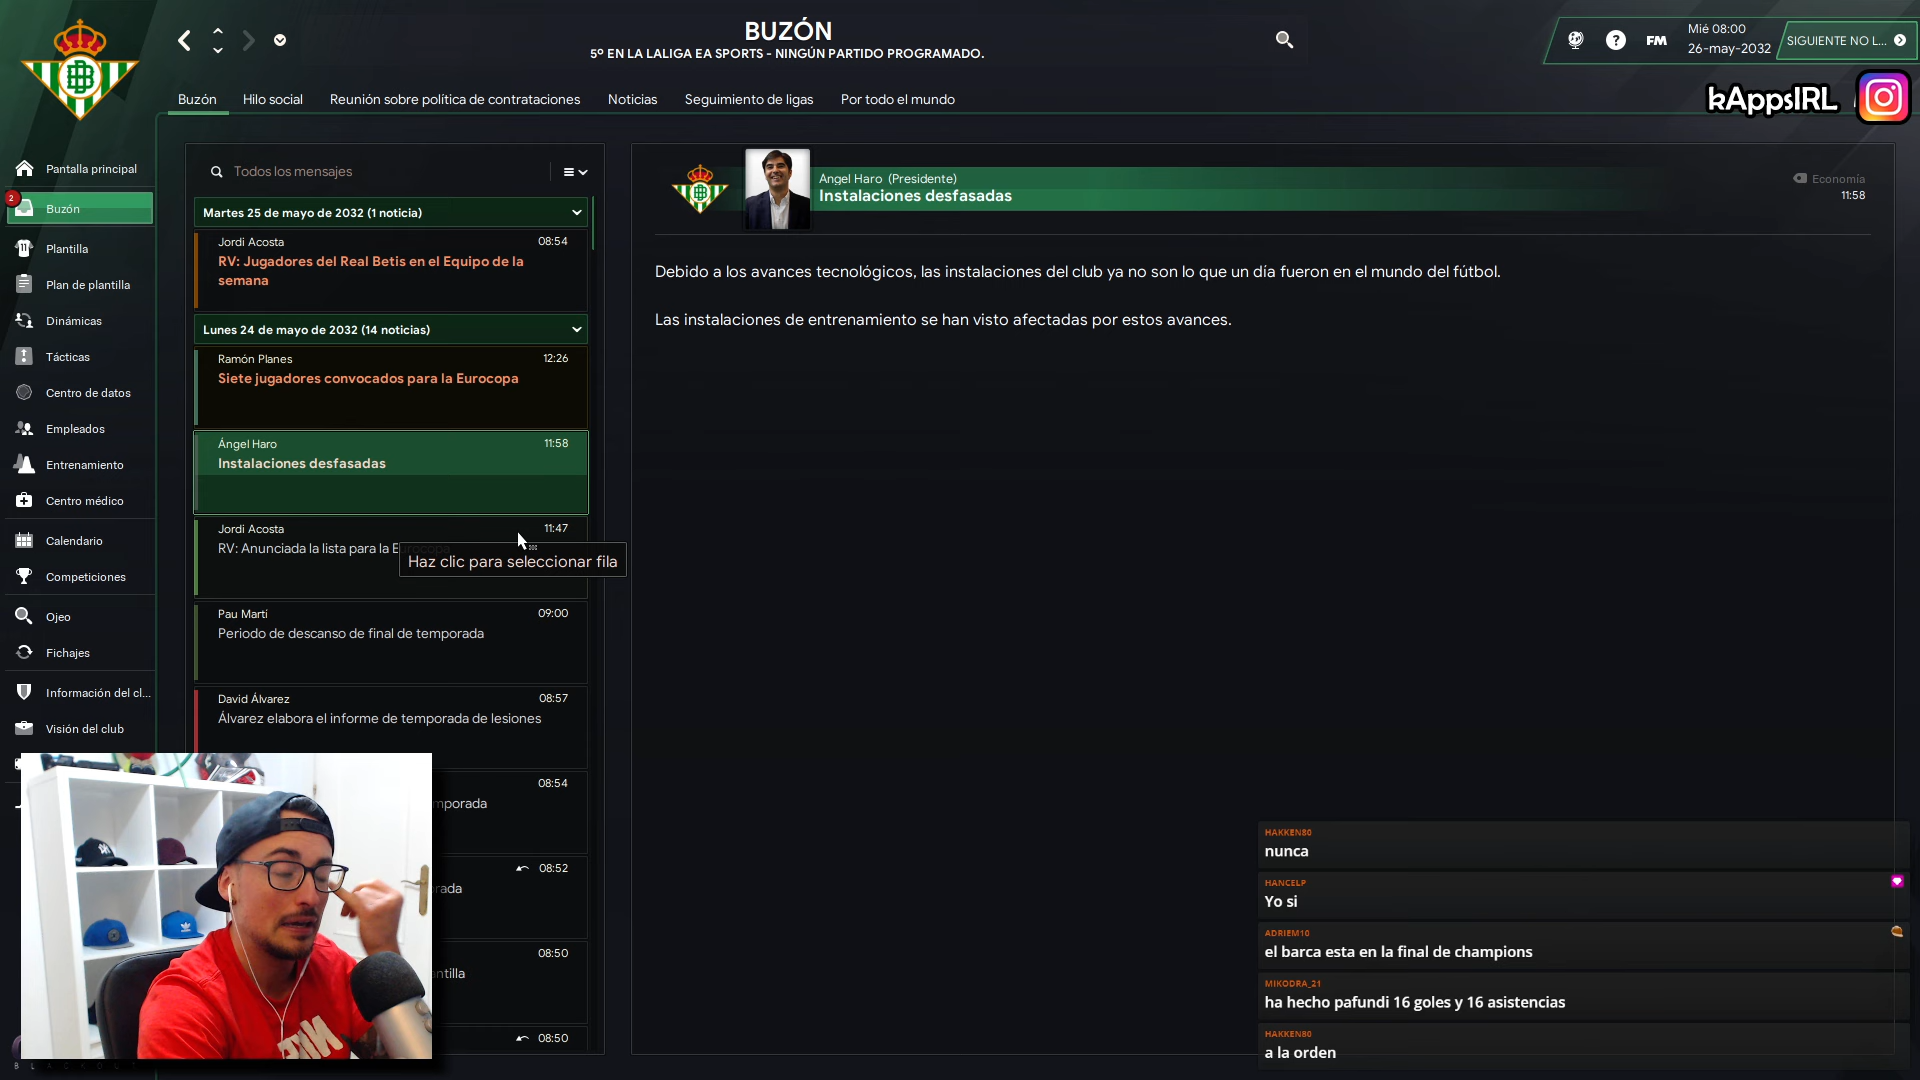 BUZÓN
5º EN LA LALIGA EA SPORTS - NINGÚN PARTIDO PROGRAMADO.
FM
Mié 08:00
26-may-2032
SIGUIENTE NO L...
kAppsIRL
Buzón
Hilo social
Reunión sobre política de contrataciones
Noticias
Seguimiento de ligas
Por todo el mundo
Pantalla principal
2
Buzón
Plantilla
Plan de plantilla
Dinámicas
Tácticas
Centro de datos
Empleados
Entrenamiento
Centro médico
Calendario
Competiciones
Ojeo
Fichajes
Información del cl...
Visión del club
Todos los mensajes
Martes 25 de mayo de 2032 (1 noticia)
Jordi Acosta
08:54
RV: Jugadores del Real Betis en el Equipo de la
semana
Lunes 24 de mayo de 2032 (14 noticias)
Ramón Planes
12:26
Siete jugadores convocados para la Eurocopa
Ángel Haro
11:58
Instalaciones desfasadas
Jordi Acosta
11:47
RV: Anunciada la lista para la Eurocopa
Haz clic para seleccionar fila
Pau Martí
09:00
Periodo de descanso de final de temporada
David Álvarez
08:57
Álvarez elabora el informe de temporada de lesiones
08:54
mporada
08:52
rada
08:50
ntilla
08:50
Ángel Haro (Presidente)
Instalaciones desfasadas
Economía
11:58
Debido a los avances tecnológicos, las instalaciones del club ya no son lo que un día fueron en el mundo del fútbol.
Las instalaciones de entrenamiento se han visto afectadas por estos avances.
HAKKEN80
nunca
HANCELP
Yo si
ADRIEM10
el barca esta en la final de champions
MIKODRA_21
ha hecho pafundi 16 goles y 16 asistencias
HAKKEN80
a la orden